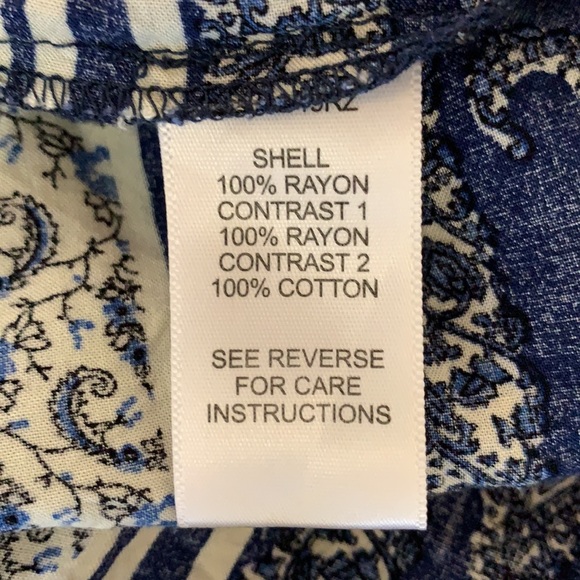 SHELL
100% RAYON
CONTRAST 1
100% RAYON
CONTRAST 2
100% COTTON
SEE REVERSE
FOR CARE
INSTRUCTIONS